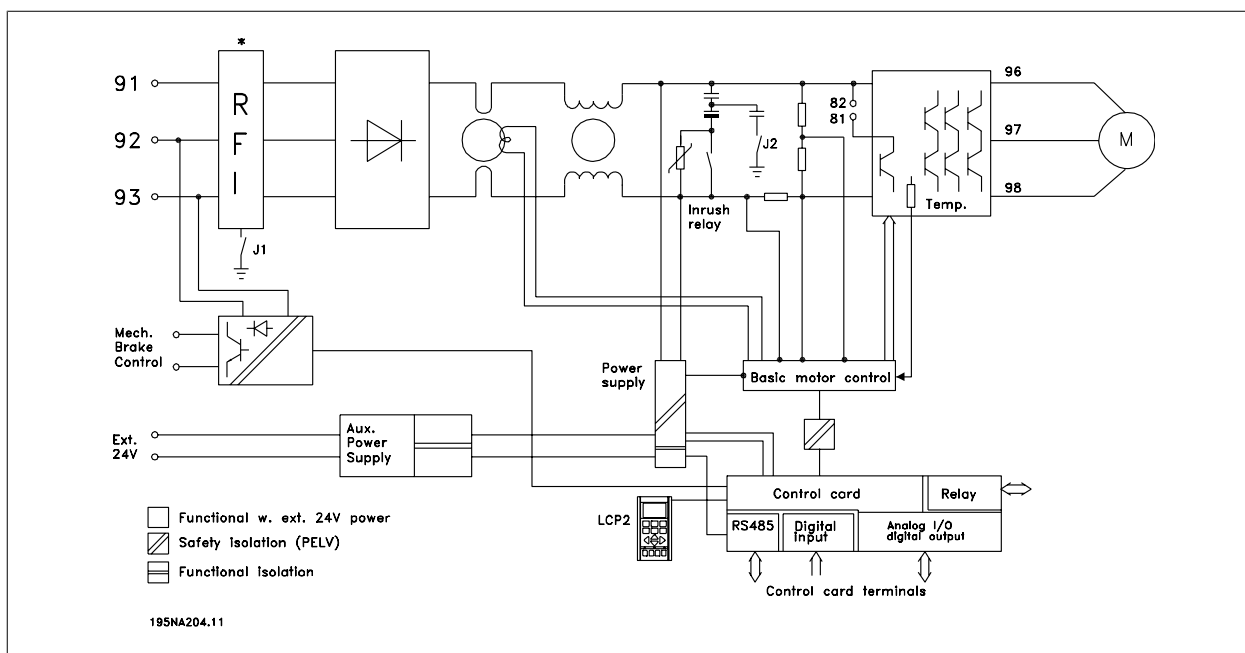 *
91
92
93
R
F
I
J1
82
81
J2
Inrush
relay
Temp.
96
97
98
M
Mech.
Brake
Control
Power
supply
Basic motor control
Ext.
24V
Aux.
Power
Supply
Control card
Relay
LCP2
RS485
Digital
input
Analog I/O
digital output
Control card terminals
Functional w. ext. 24V power
Safety isolation (PELV)
Functional isolation
195NA204.11